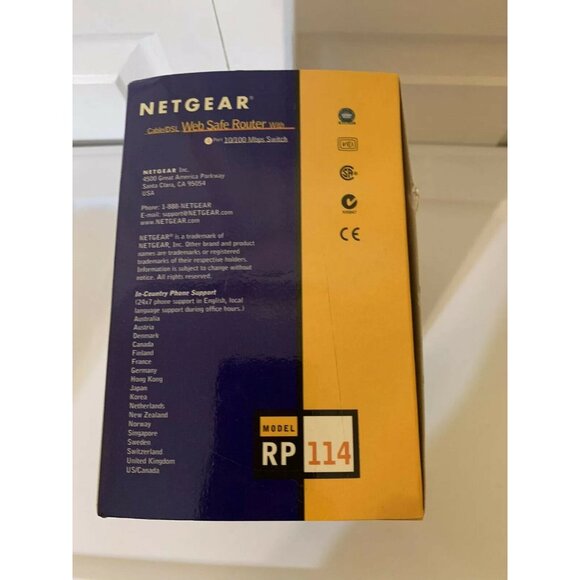 NETGEAR®
Cable/DSL Web Safe Router With
Port 10/100 Mbps Switch
NETGEAR Inc.
4500 Great America Parkway
Santa Clara, CA 95054
USA
Phone: 1-888-NETGEAR
E-mail: support@NETGEAR.com
www.NETGEAR.com
NETGEAR® is a trademark of
NETGEAR, Inc. Other brand and product
names are trademarks or registered
trademarks of their respective holders.
Information is subject to change without
notice. All rights reserved.
In-Country Phone Support
(24x7 phone support in English, local
language support during office hours.)
Australia
Austria
Denmark
Canada
Finland
France
Germany
Hong Kong
Japan
Korea
Netherlands
New Zealand
Norway
Singapore
Sweden
Switzerland
United Kingdom
US/Canada
CE
MODEL
RP 114